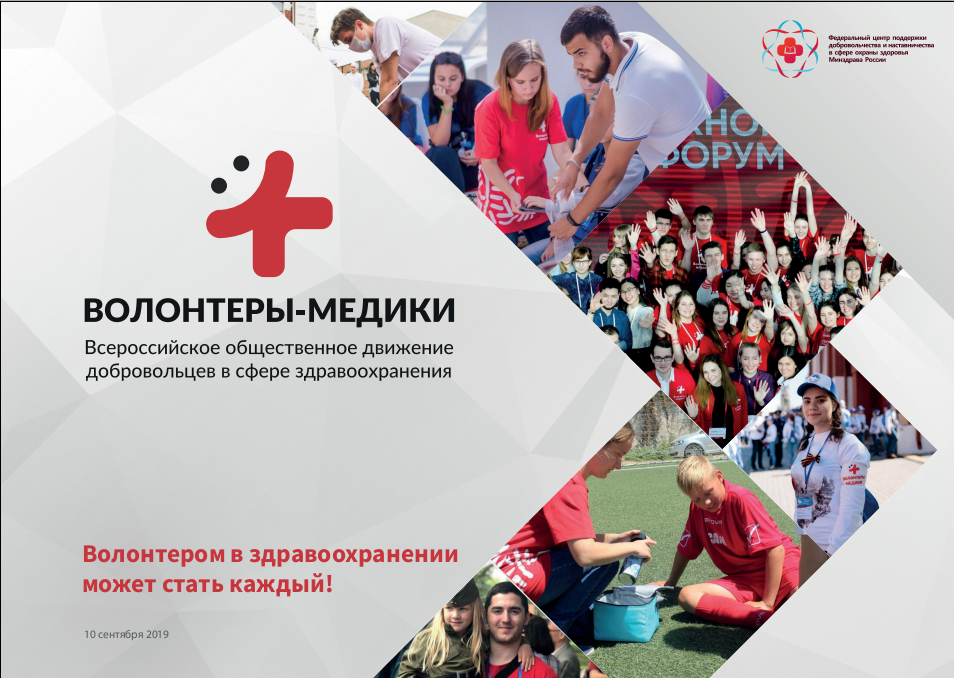 Федеральный центр поддержки
добровольчества и наставничества
в сфере охраны здоровья
Минздрава России
ФОРУМ
ВОЛОНТЕРЫ-МЕДИКИ
Всероссийское общественное движение
добровольцев в сфере здравоохранения
ВОЛОНТЕРЫ
МЕДИКИ
Волонтером в здравоохранении
может стать каждый!
10 сентября 2019